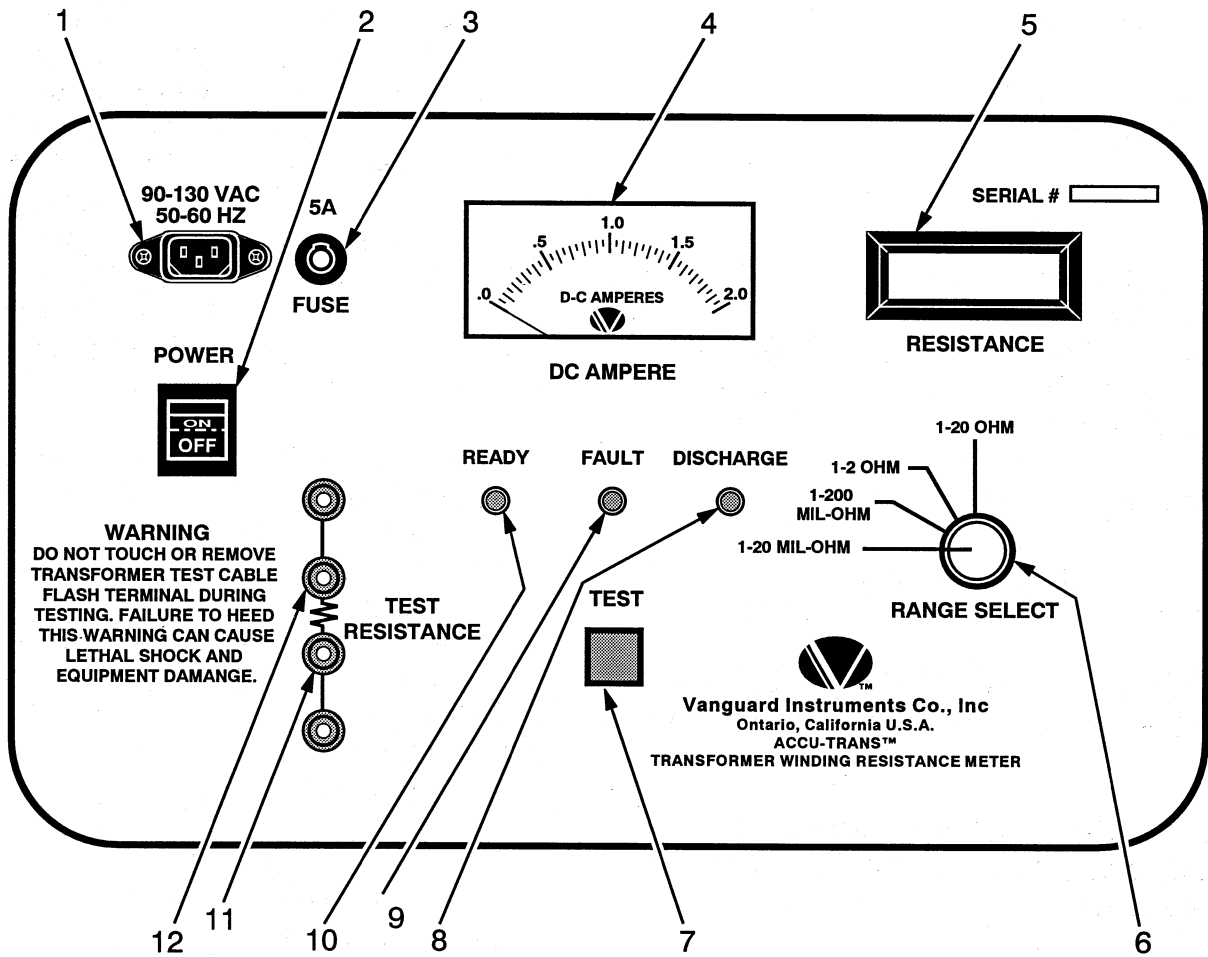 1
2
3
4
5
90-130 VAC
50-60 HZ
5A
FUSE
SERIAL #
.0
.5
1.0
1.5
2.0
D-C AMPERES
DC AMPERE
RESISTANCE
POWER
ON
OFF
READY
FAULT
DISCHARGE
1-20 OHM
1-2 OHM
1-200
MIL-OHM
1-20 MIL-OHM
RANGE SELECT
WARNING
DO NOT TOUCH OR REMOVE
TRANSFORMER TEST CABLE
FLASH TERMINAL DURING
TESTING. FAILURE TO HEED
THIS WARNING CAN CAUSE
LETHAL SHOCK AND
EQUIPMENT DAMANGE.
TEST
RESISTANCE
TEST
TM
Vanguard Instruments Co., Inc
Ontario, California U.S.A.
ACCU-TRANS™
TRANSFORMER WINDING RESISTANCE METER
12
11
10
9
8
7
6